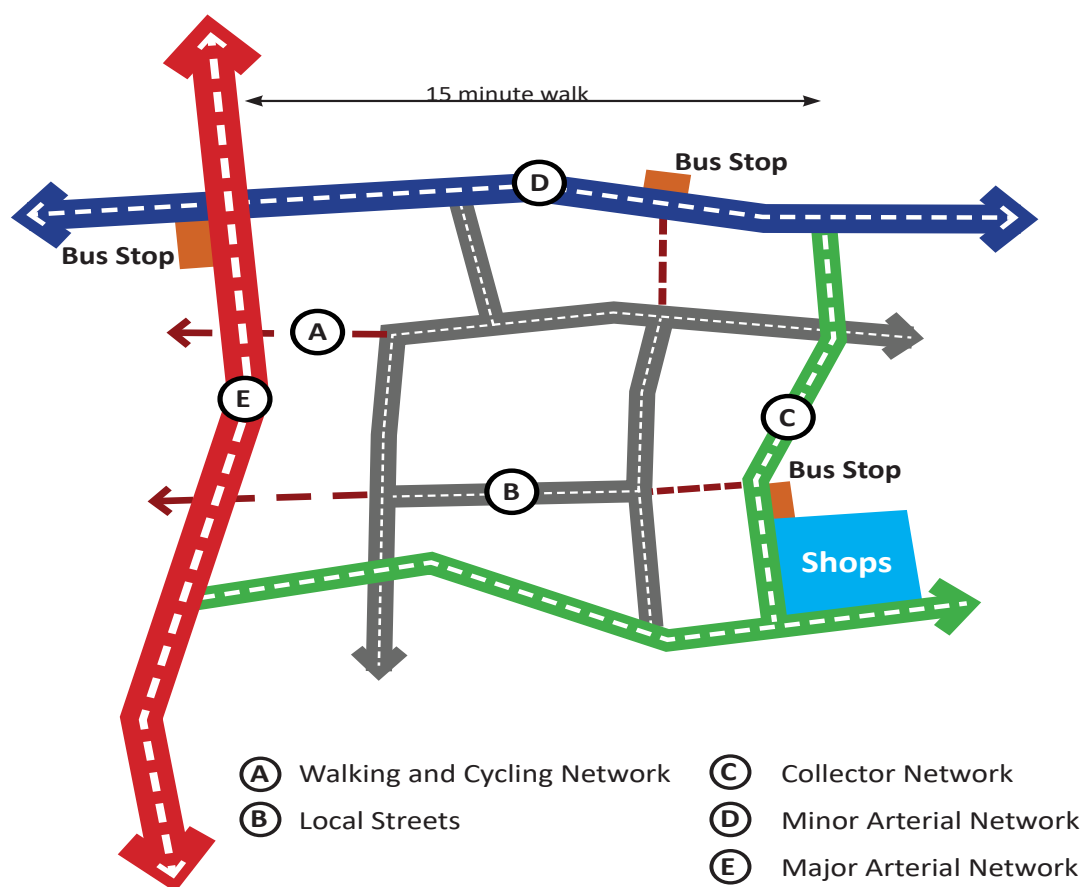 15 minute walk
D
Bus Stop
Bus Stop
A
E
C
Bus Stop
B
Shops
A Walking and Cycling Network
B Local Streets
C Collector Network
D Minor Arterial Network
E Major Arterial Network